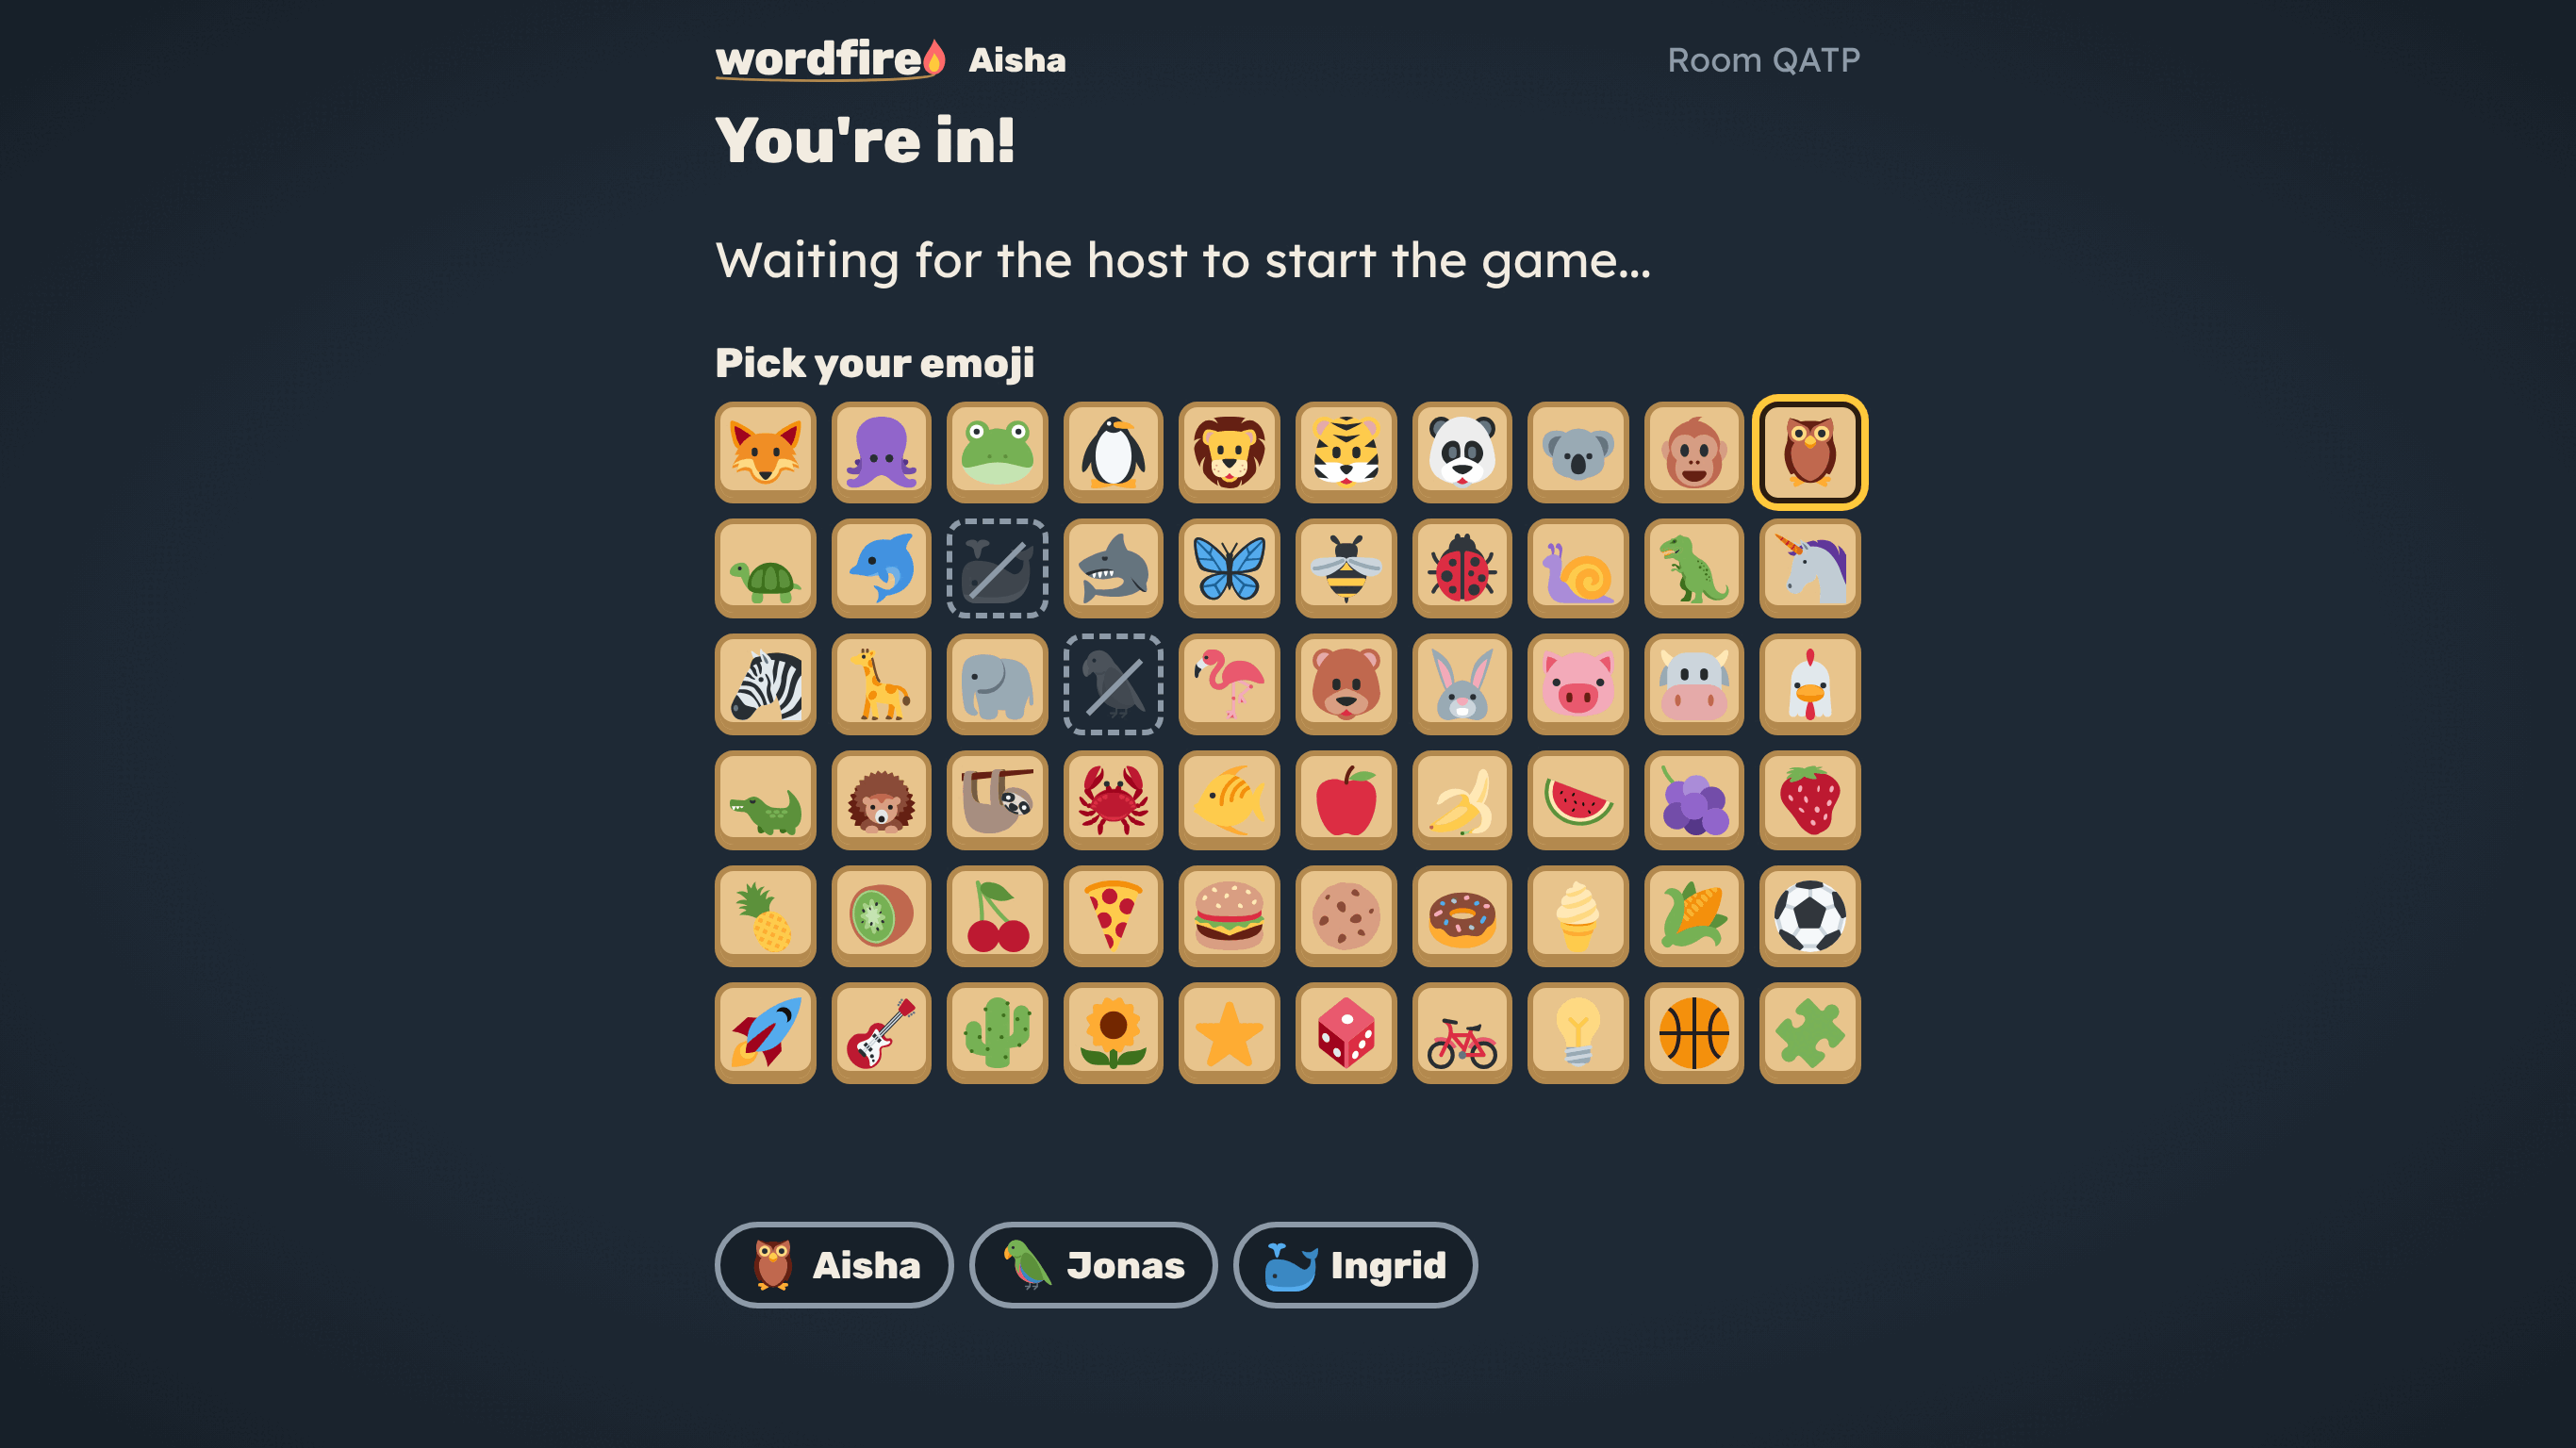 wordfire Aisha Room QATP
You're in!
Waiting for the host to start the game...
Pick your emoji
Aisha Jonas Ingrid